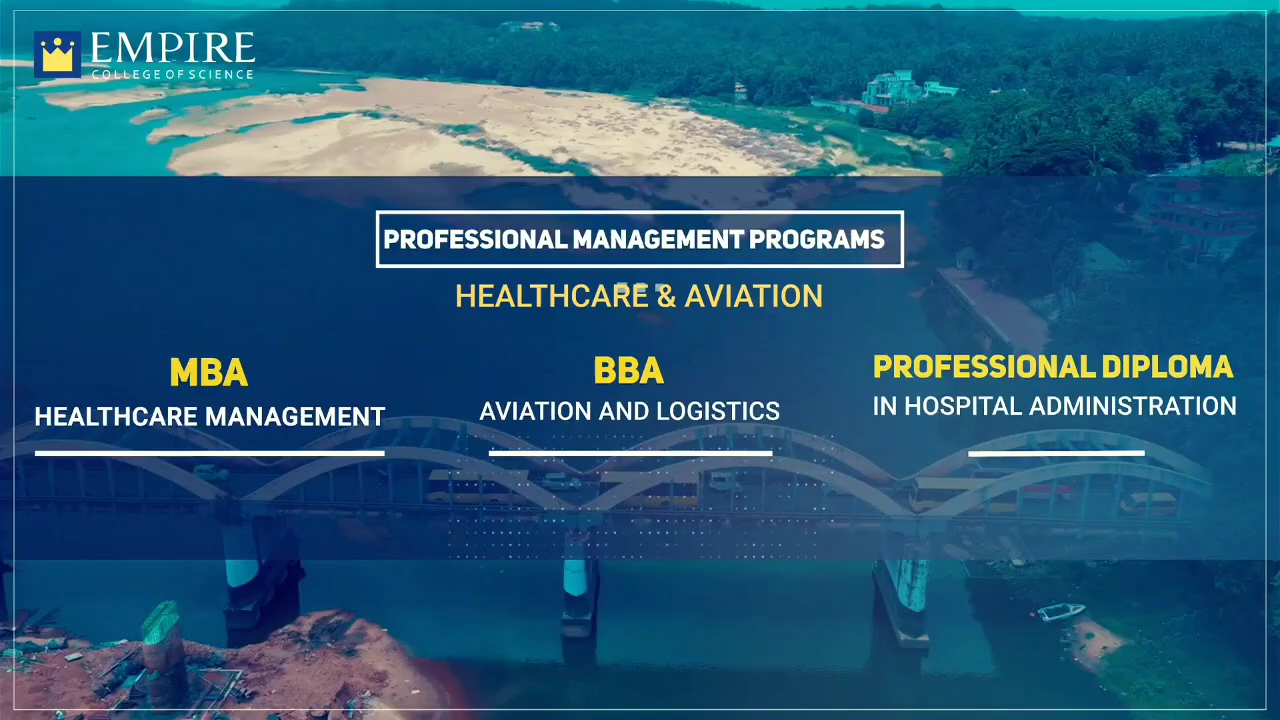 EMPIRE
COLLEGE OF SCIENCE
PROFESSIONAL MANAGEMENT PROGRAMS
HEALTHCARE & AVIATION
MBA
HEALTHCARE MANAGEMENT
BBA
AVIATION AND LOGISTICS
PROFESSIONAL DIPLOMA
IN HOSPITAL ADMINISTRATION